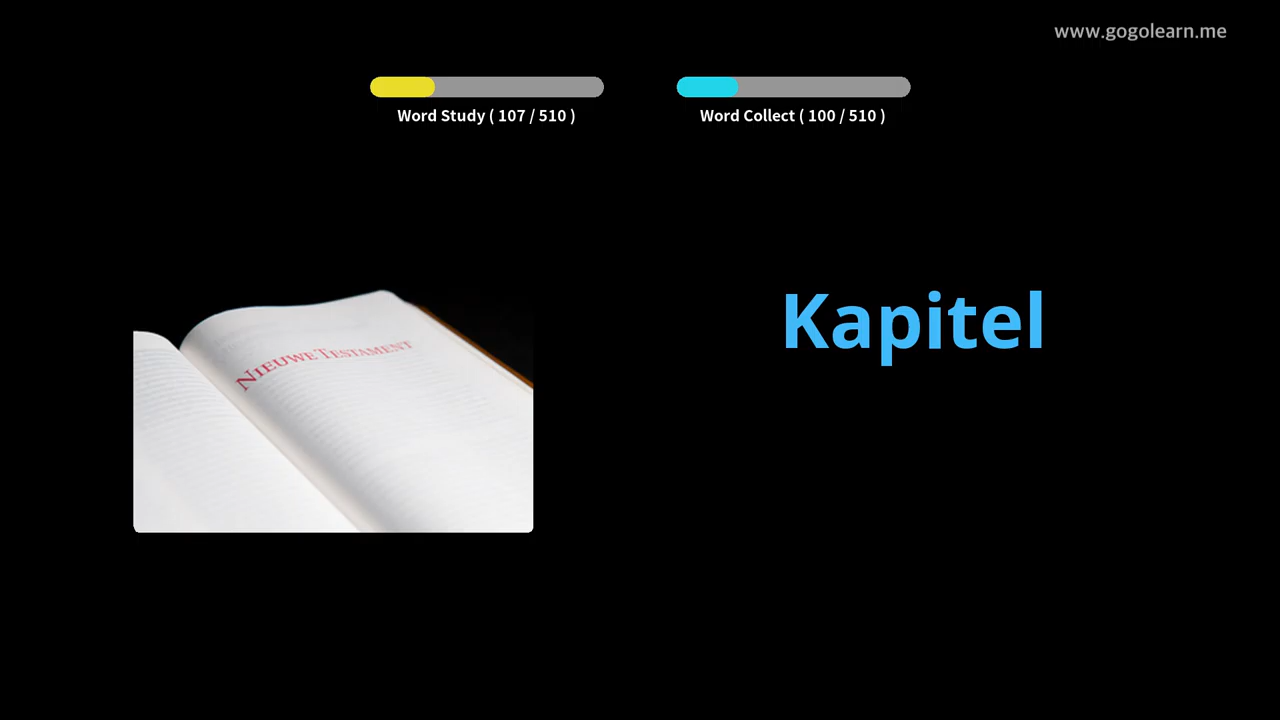 www.gogolearn.me
Word Study ( 107 / 510 )
Word Collect ( 100 / 510 )
NIEUWE TESTAMENT
Kapitel